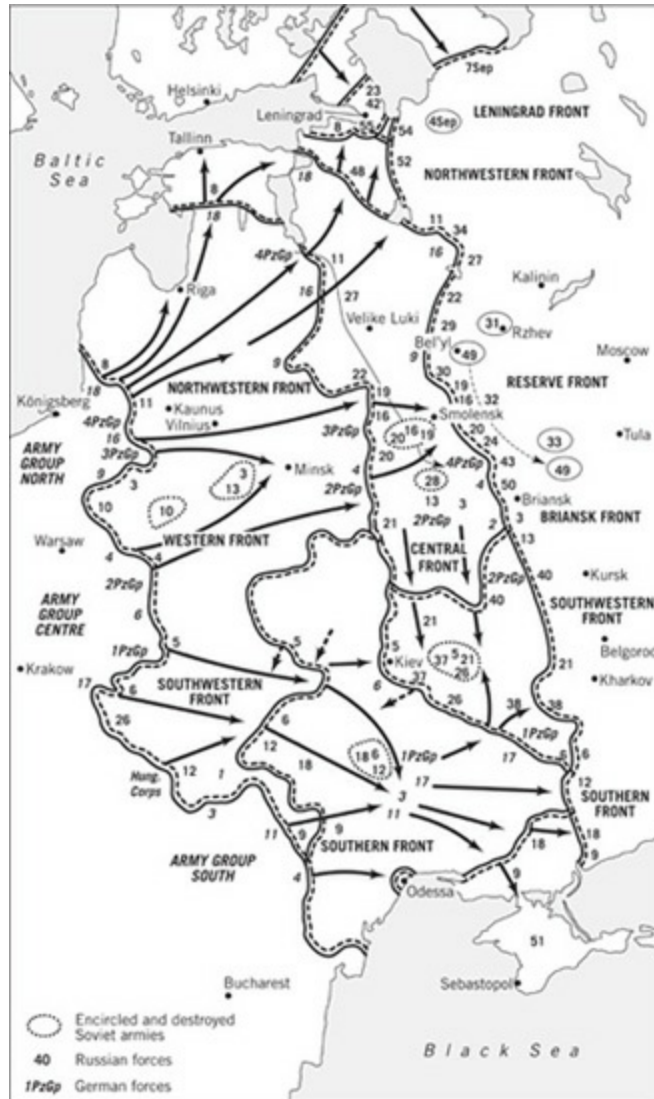 7Sep
Helsinki
23
42
Leningrad
8
55
54
4Sep
LENINGRAD FRONT
Tallinn
52
Baltic
Sea
18
48
NORTHWESTERN FRONT
8
18
11
34
4PzGp
11
16
27
16
Kalinin
Riga
27
22
Velike Luki
29
31
Rzhev
Bel'yl
49
8
9
9
Moscow
18
22
30
NORTHWESTERN FRONT
19
19
RESERVE FRONT
Königsberg
11
16
16
32
Kaunus
Smolensk
4PzGp
Vilnius
3PzGp
16
20
20
19
Tula
ARMY
GROUP
NORTH
16
24
33
3PzGp
20
43
4PzGp
9
3
3
Minsk
4
49
13
28
4
50
2PzGp
13
3
Briansk
10
10
2PzGp
3
WESTERN FRONT
2
BRIANSK FRONT
Warsaw
21
CENTRAL
FRONT
13
4
4
2PzGp
40
2PzGp
Kursk
ARMY
GROUP
CENTRE
40
SOUTHWESTERN
FRONT
6
21
1PzGp
5
5
5
Belgorod
Krakow
Kiev
37
5
21
21
17
6
SOUTHWESTERN
FRONT
6
37
26
Kharkov
26
6
26
38
38
12
18
6
12
1PzGp
1PzGp
Hung.
Corps
12
1
18
17
17
6
6
3
3
12
11
9
9
11
SOUTHERN
FRONT
SOUTHERN FRONT
18
18
ARMY GROUP
SOUTH
4
9
9
Odessa
51
Bucharest
Sebastopol
Encircled and destroyed
Soviet armies
40 Russian forces
1PzGp German forces
Black Sea